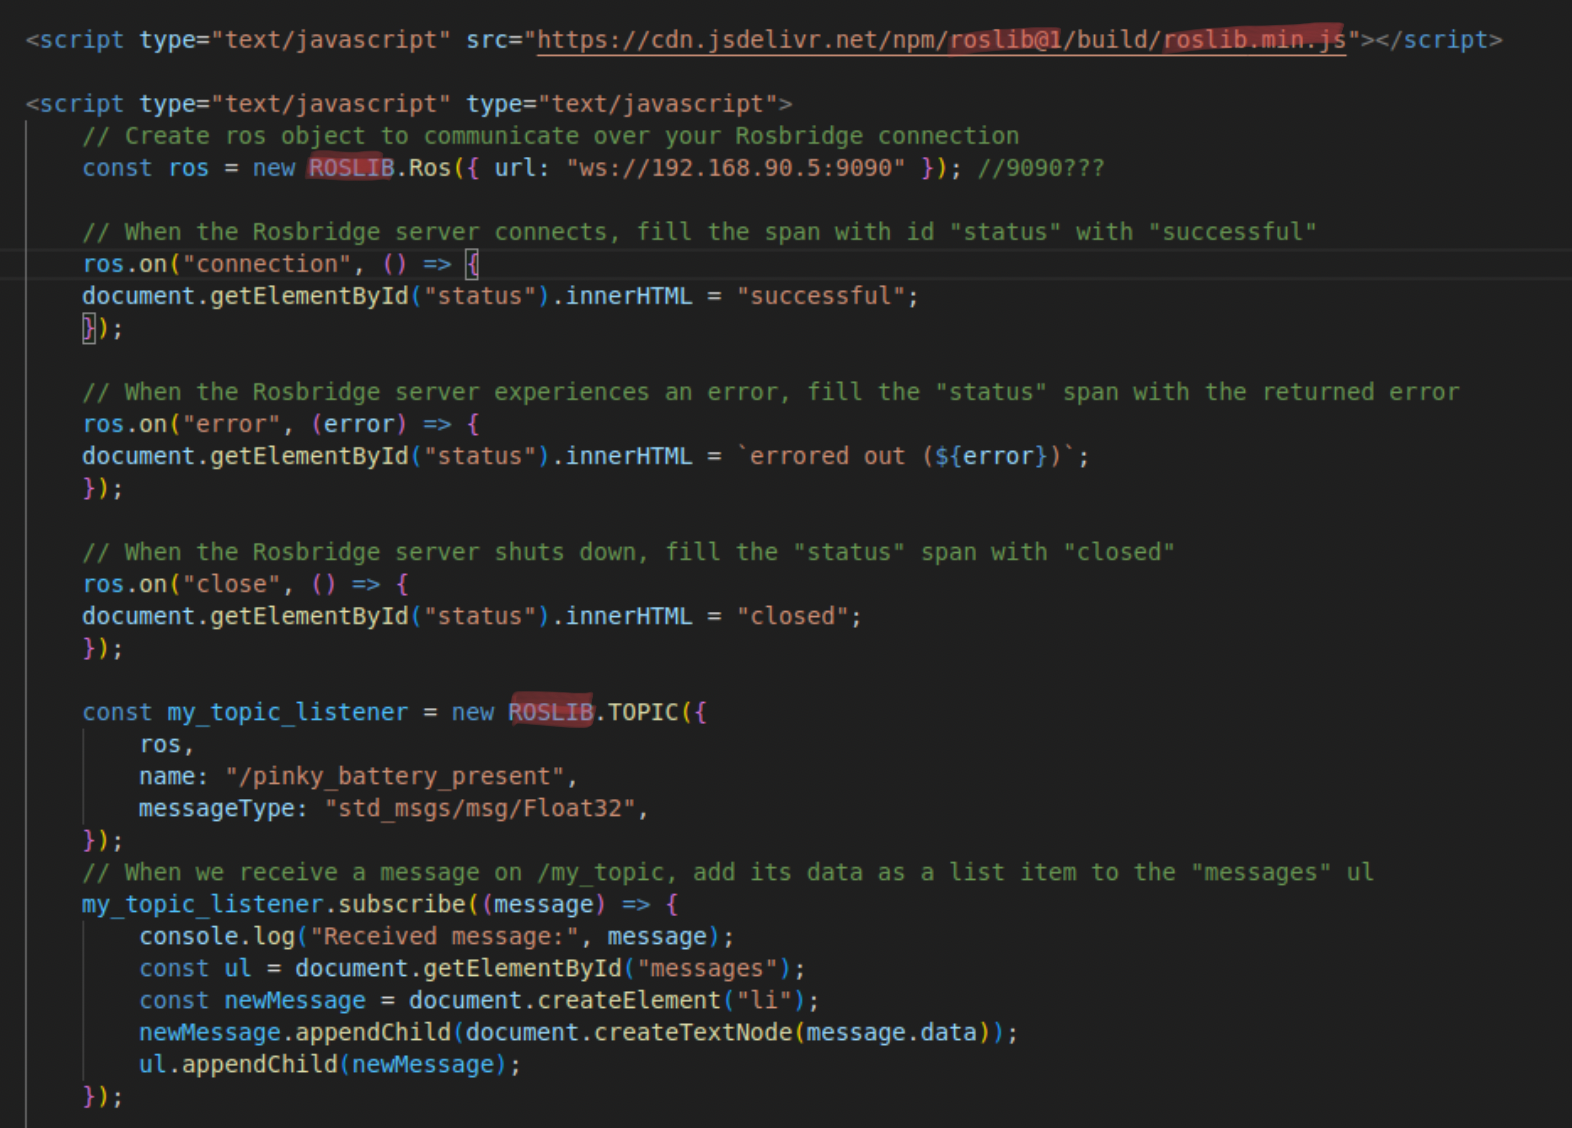 <script type="text/javascript" src="https://cdn.jsdelivr.net/npm/roslib@1/build/roslib.min.js"></script>
<script type="text/javascript" type="text/javascript">
// Create ros object to communicate over your Rosbridge connection
const ros = new ROSLIB.Ros({ url: "ws://192.168.90.5:9090" }); //9090???
// When the Rosbridge server connects, fill the span with id "status" with "successful"
ros.on("connection", () => {
document.getElementById("status").innerHTML = "successful";
});
// When the Rosbridge server experiences an error, fill the "status" span with the returned error
ros.on("error", (error) => {
document.getElementById("status").innerHTML = `errored out (${error})`;
});
// When the Rosbridge server shuts down, fill the "status" span with "closed"
ros.on("close", () => {
document.getElementById("status").innerHTML = "closed";
});
const my_topic_listener = new ROSLIB.TOPIC({
ros,
name: "/pinky_battery_present",
messageType: "std_msgs/msg/Float32",
});
// When we receive a message on /my_topic, add its data as a list item to the "messages" ul
my_topic_listener.subscribe((message) => {
console.log("Received message:", message);
const ul = document.getElementById("messages");
const newMessage = document.createElement("li");
newMessage.appendChild(document.createTextNode(message.data));
ul.appendChild(newMessage);
});